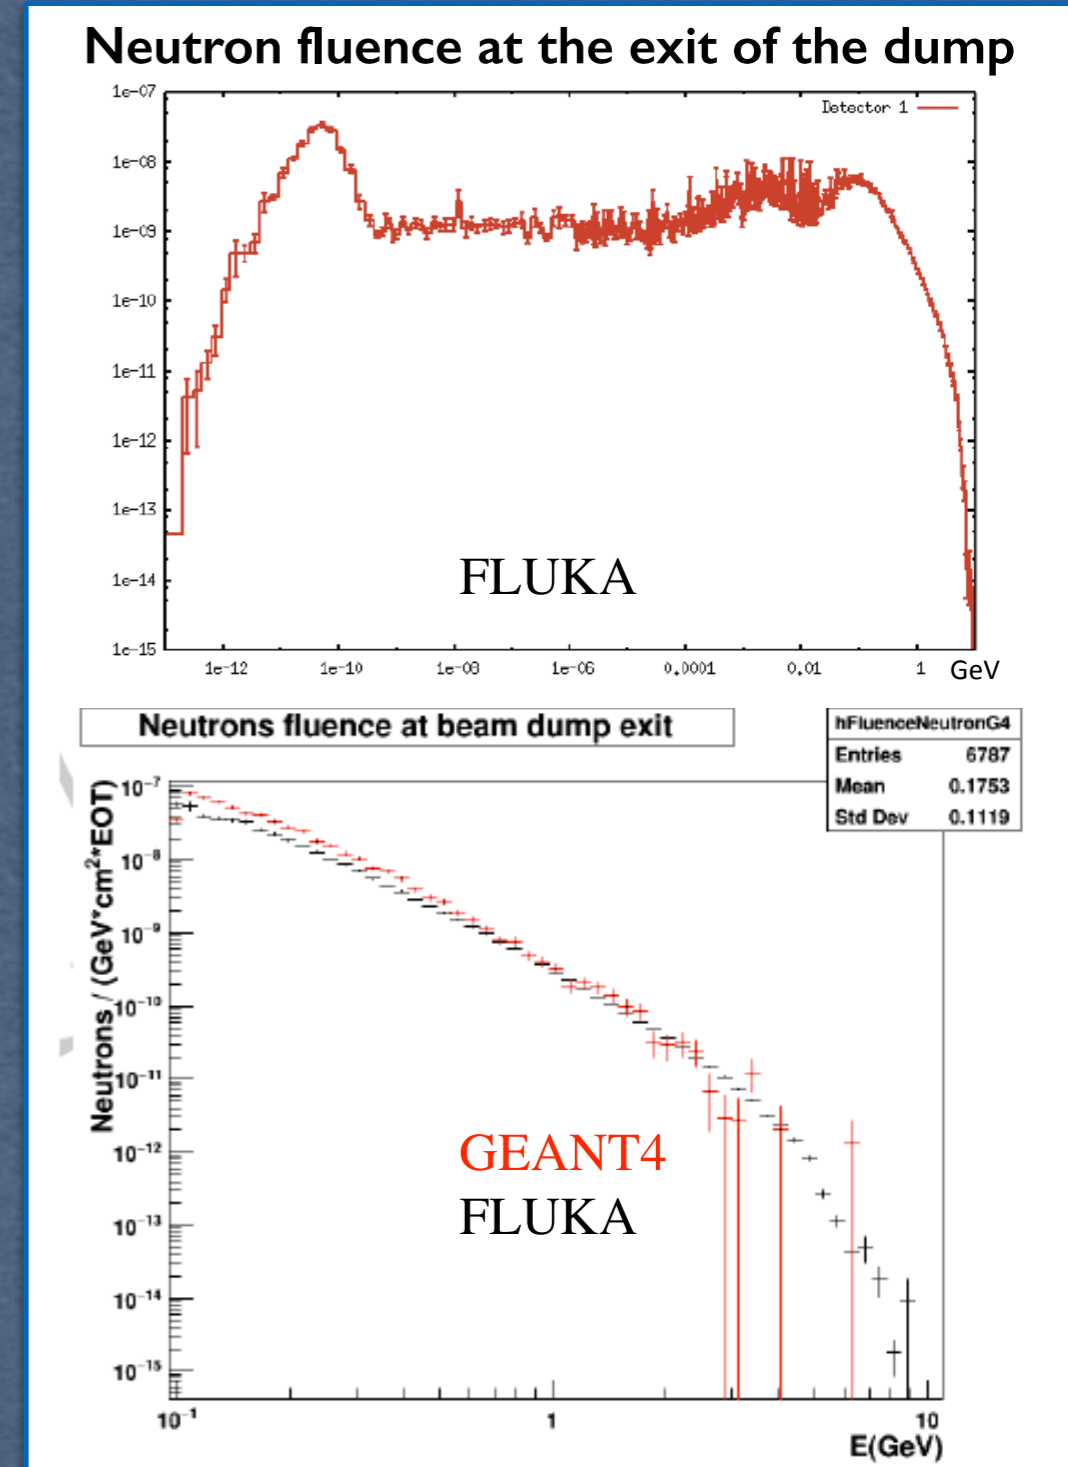 Neutron fluence at the exit of the dump
1e-07
Detector 1
1e-08
1e-09
1e-10
1e-11
1e-12
1e-13
1e-14
1e-15
FLUKA
1e-12 1e-10 1e-08 1e-06 0.0001 0.01 1 GeV
Neutrons fluence at beam dump exit
hFluenceNeutronG4
Entries 6787
Mean 0.1753
Std Dev 0.1119
Neutrons / (GeV*cm²*EOT)
10⁻⁷
10⁻⁸
10⁻⁹
10⁻¹⁰
10⁻¹¹
10⁻¹²
10⁻¹³
10⁻¹⁴
10⁻¹⁵
GEANT4
FLUKA
10⁻¹ 1 10
E(GeV)